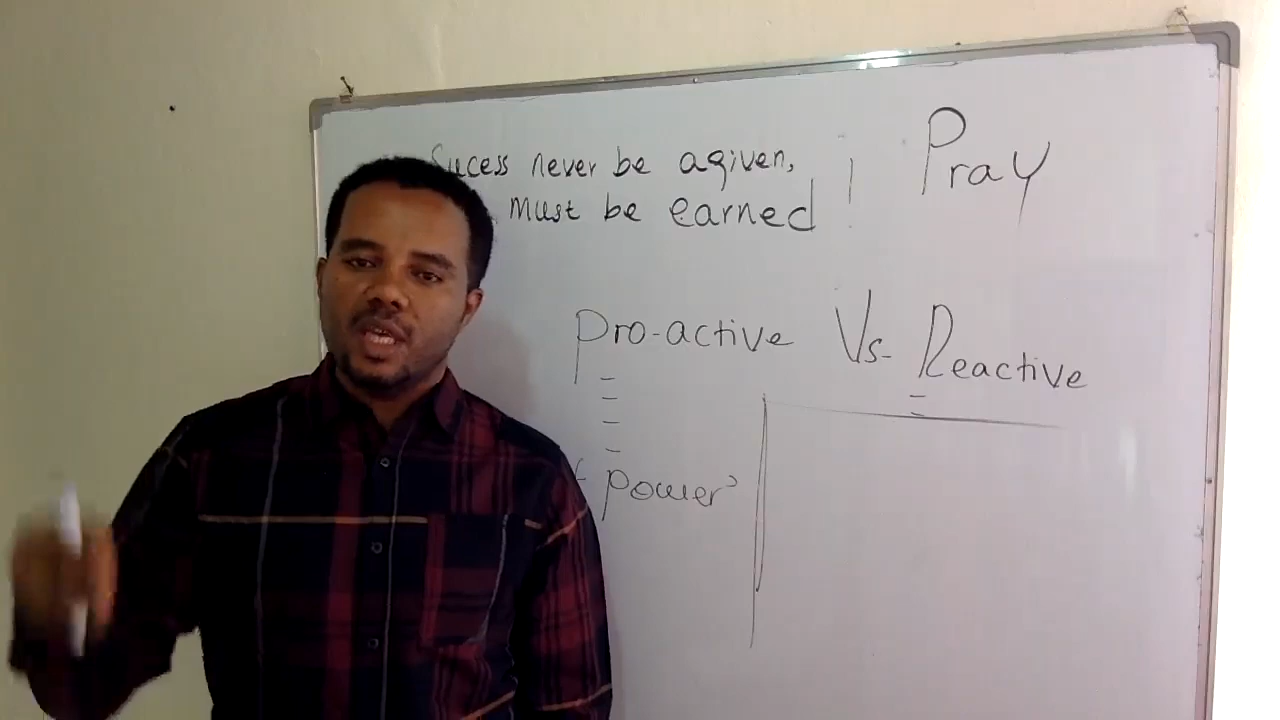 Sucess never be agiven,
Must be earned !
Pray
Pro-active Vs- Reactive
"Power"